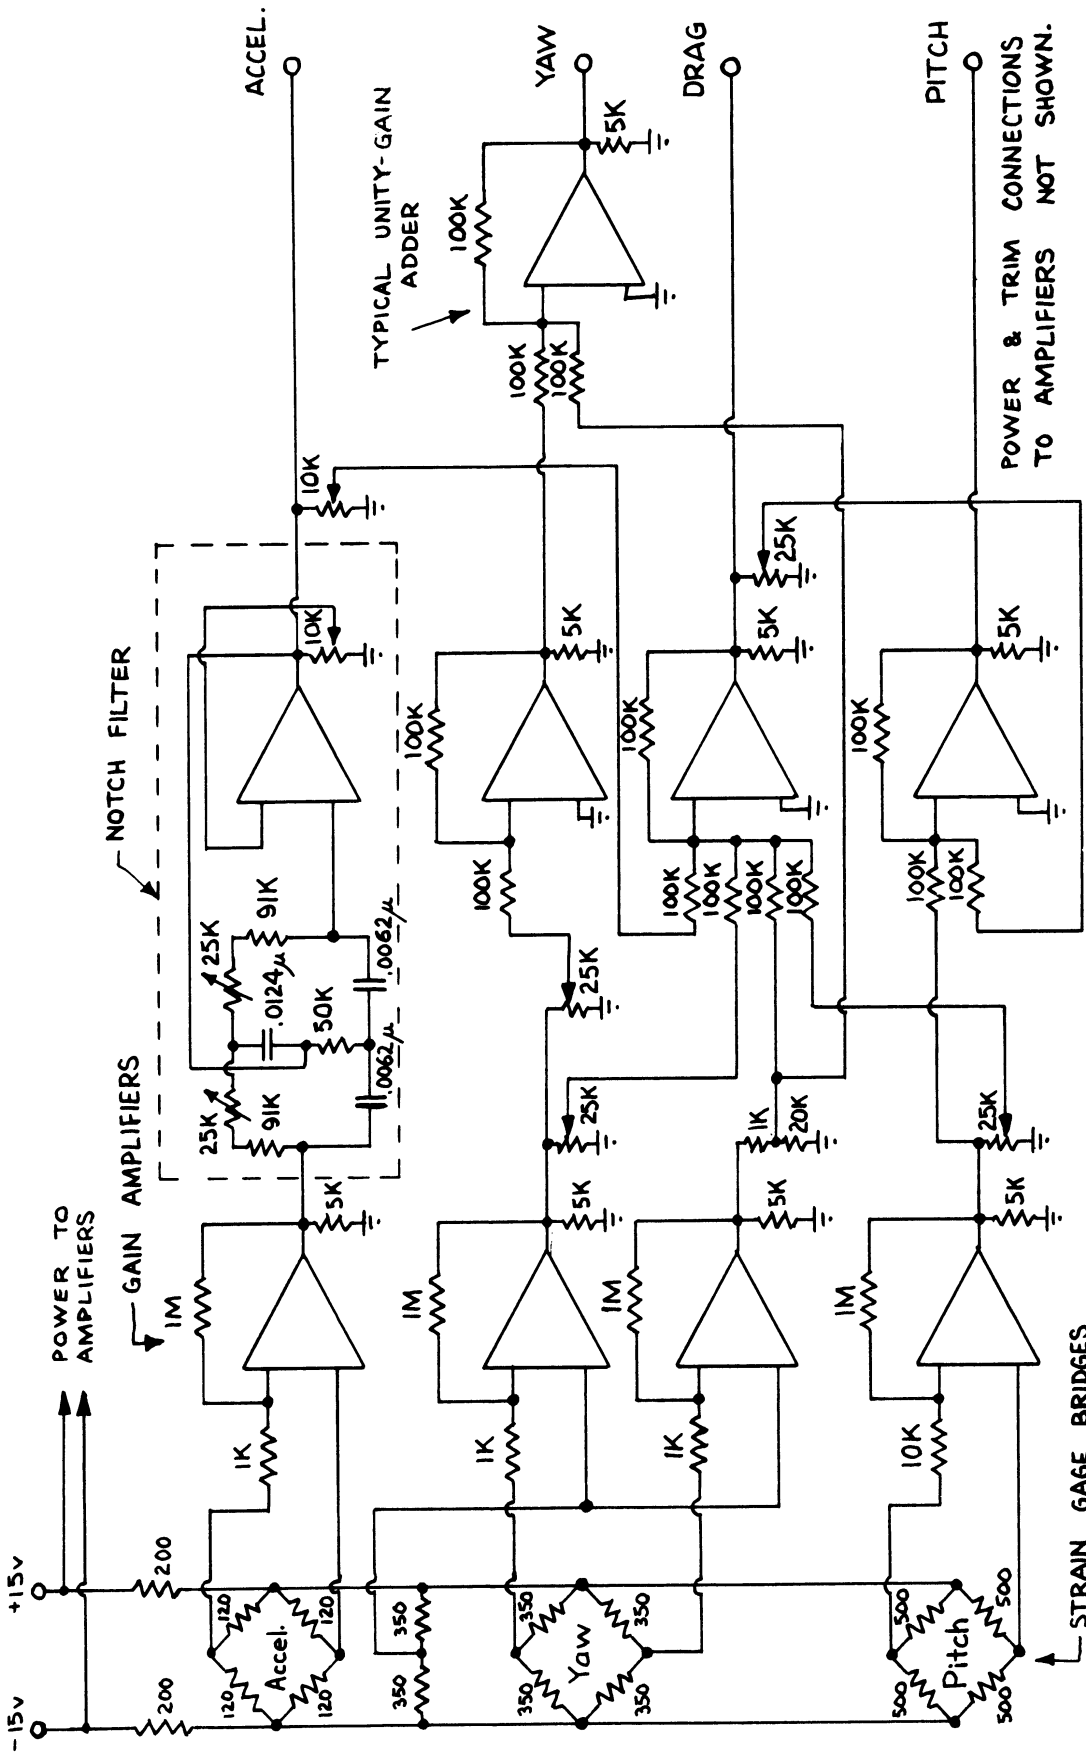 ACCEL.
YAW
DRAG
PITCH
TYPICAL UNITY-GAIN
ADDER
100K
5K
100K
100K
POWER & TRIM CONNECTIONS
TO AMPLIFIERS NOT SHOWN.
NOTCH FILTER
10K
10K
25K
91K
.0124µ
50K
.0062µ
.0062µ
25K
91K
100K
5K
100K
25K
100K
5K
25K
100K
100K
100K
100K
100K
5K
100K
100K
GAIN AMPLIFIERS
POWER TO
AMPLIFIERS
1M
5K
1K
1M
5K
25K
1K
1M
5K
1K
20K
1K
1M
5K
25K
10K
+15v
-15v
200
200
120
120
Accel.
120
120
350
350
350
350
Yaw
350
350
500
500
Pitch
500
500
STRAIN GAGE BRIDGES